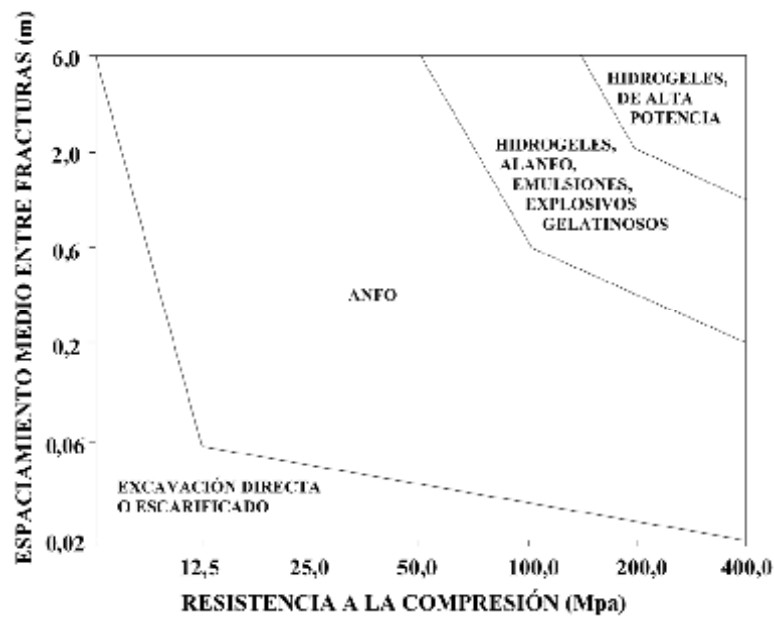 ESPACIAMIENTO MEDIO ENTRE FRACTURAS (m)
6,0
2,0
0,6
0,2
0,06
0,02
HIDROGELES,
DE ALTA
POTENCIA
HIDROGELES,
ALANFO,
EMULSIONES,
EXPLOSIVOS
GELATINOSOS
ANFO
EXCAVACIÓN DIRECTA
O ESCARIFICADO
12,5 25,0 50,0 100,0 200,0 400,0
RESISTENCIA A LA COMPRESIÓN (Mpa)